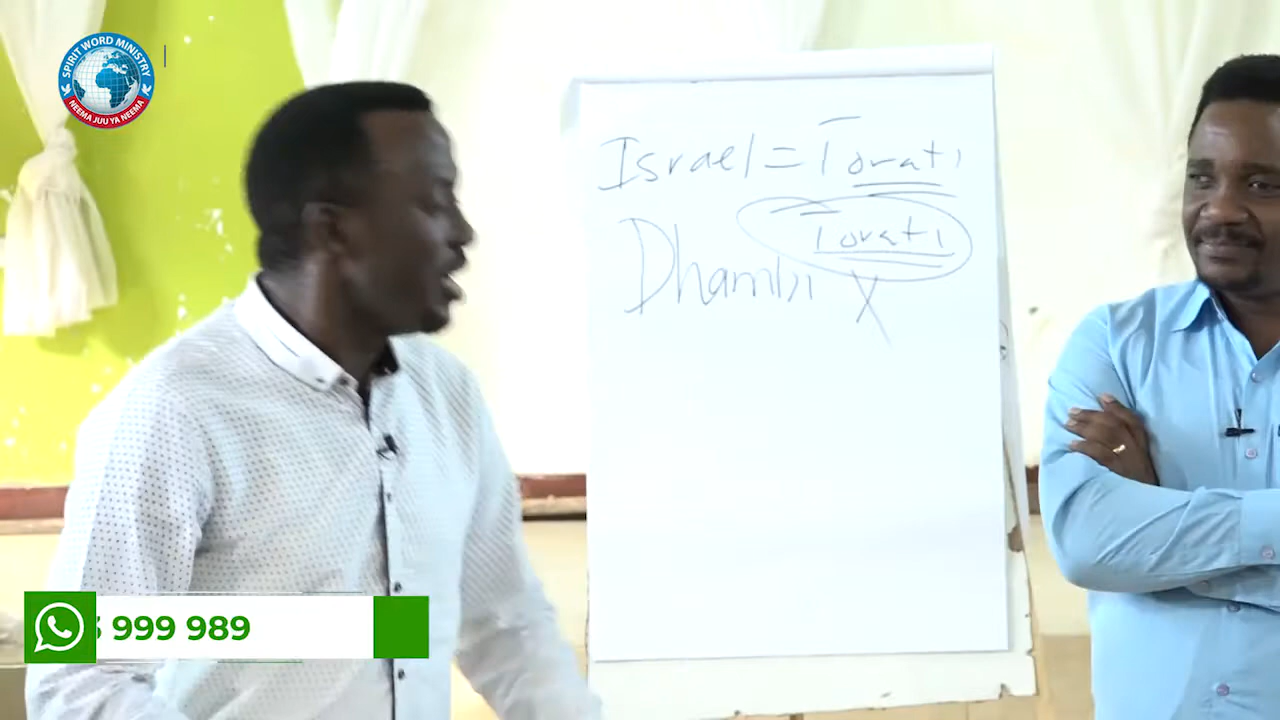 SPIRIT WORD MINISTRY
NEEMA JUU YA NEEMA
Israel = Torati
Torati
Dhambi X
999 989